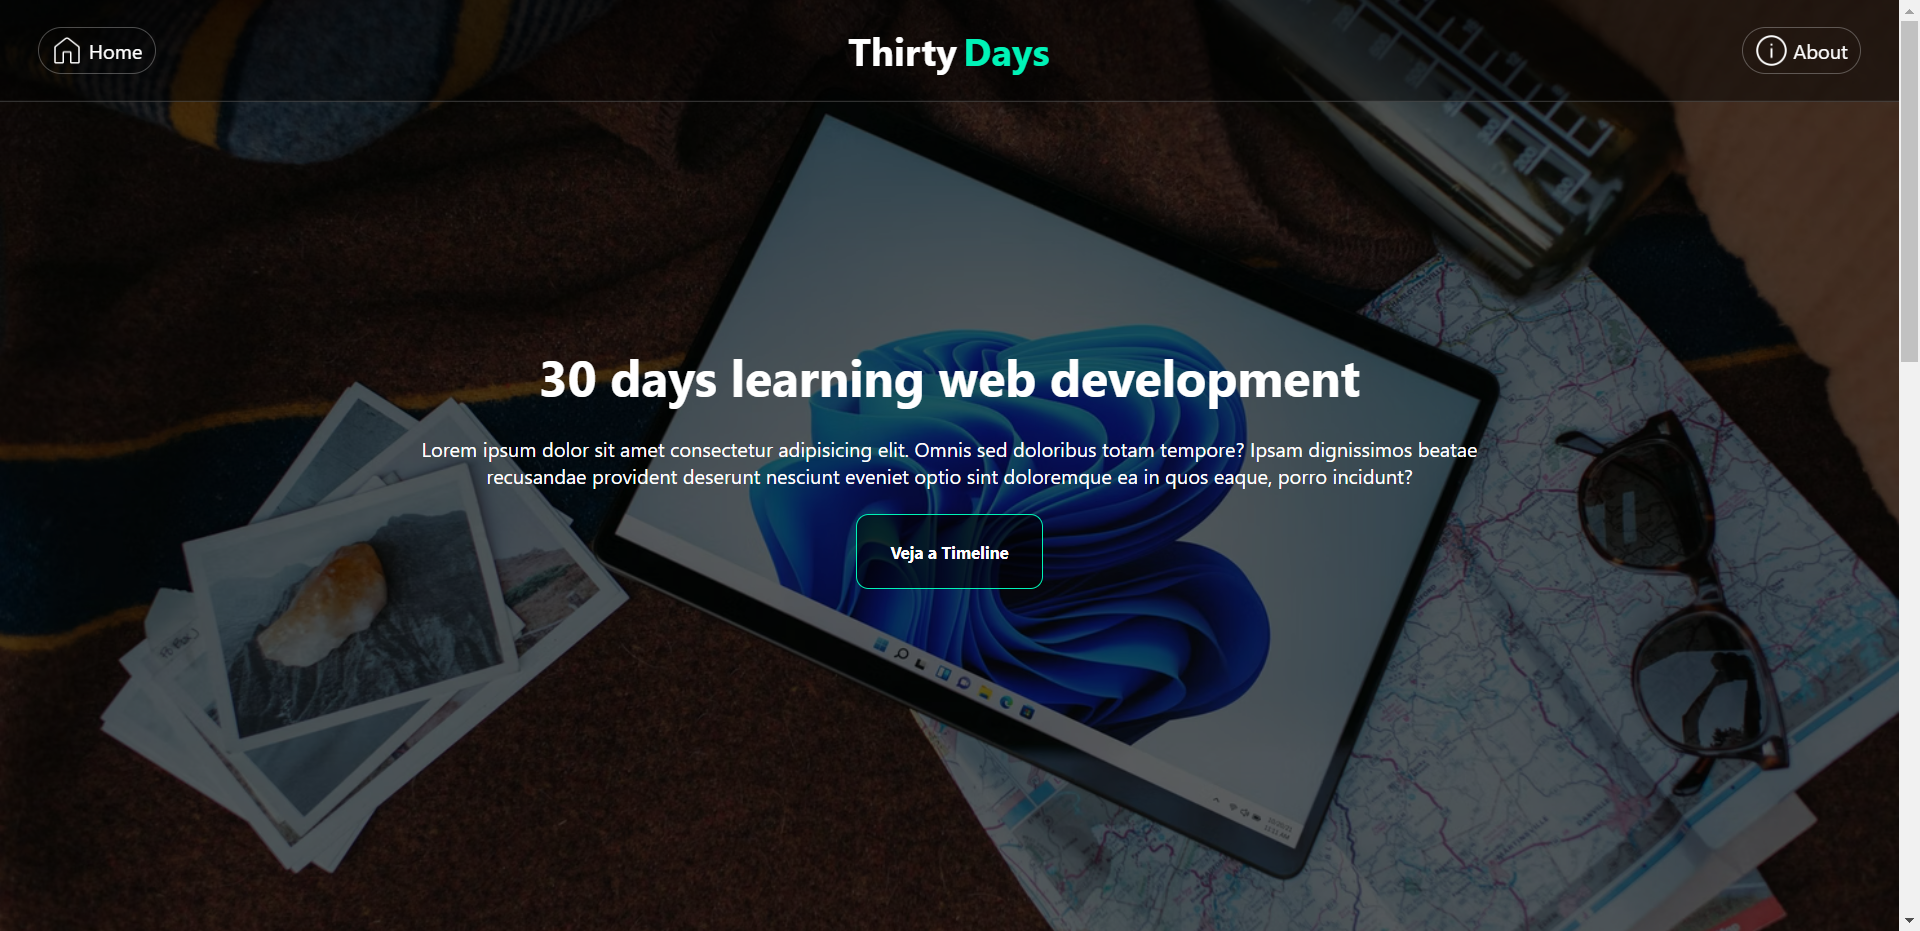 Home
Thirty Days
About
30 days learning web development
Lorem ipsum dolor sit amet consectetur adipisicing elit. Omnis sed doloribus totam tempore? Ipsam dignissimos beatae
recusandae provident deserunt nesciunt eveniet optio sint doloremque ea in quos eaque, porro incidunt?
Veja a Timeline